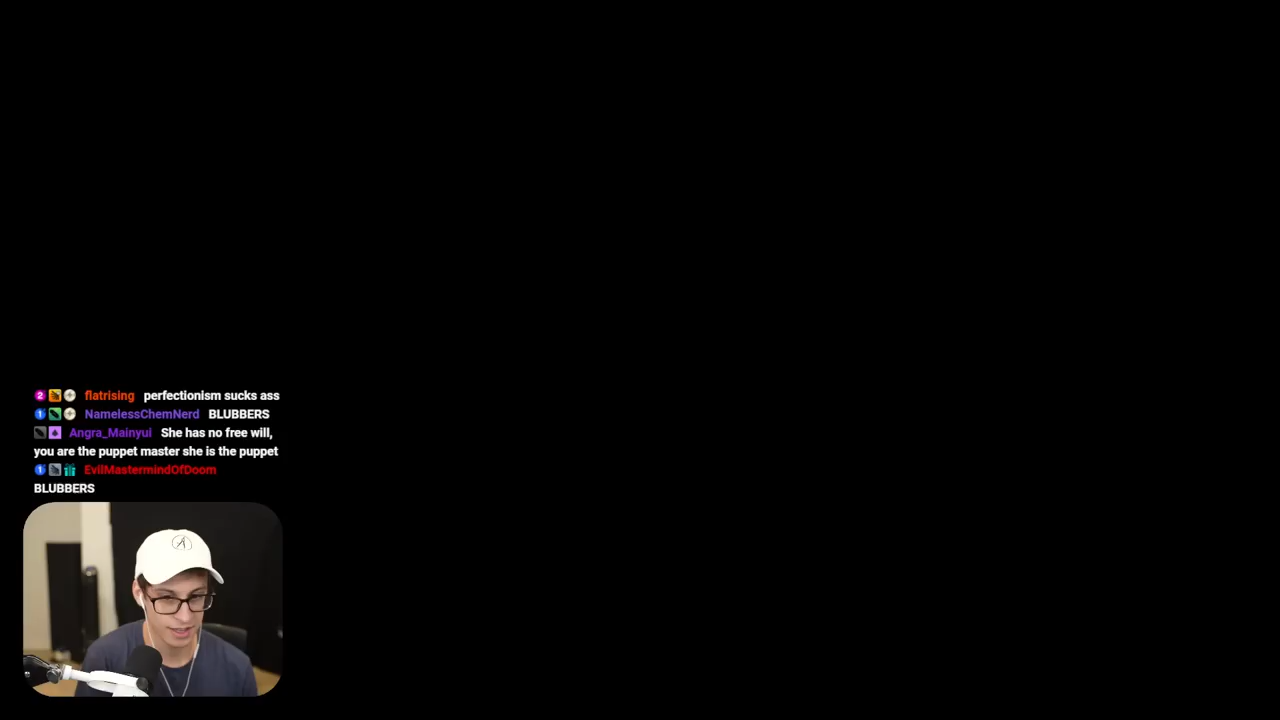 flatrising perfectionism sucks ass
NamelessChemNerd BLUBBERS
Angra_Mainyui She has no free will,
you are the puppet master she is the puppet
EvilMastermindOfDoom
BLUBBERS